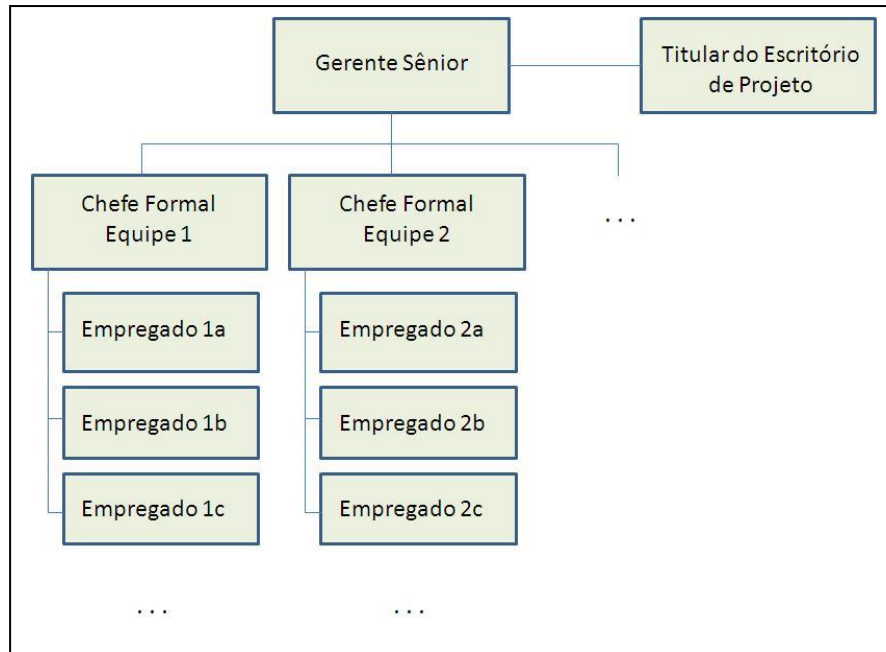 Gerente Sênior
Titular do Escritório
de Projeto
Chefe Formal
Equipe 1
Chefe Formal
Equipe 2
. . .
Empregado 1a
Empregado 2a
Empregado 1b
Empregado 2b
Empregado 1c
Empregado 2c
. . .
. . .